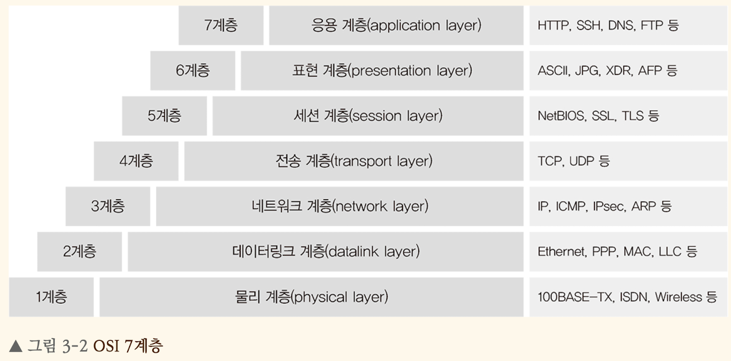 7계층 응용 계층(application layer) HTTP, SSH, DNS, FTP 등
6계층 표현 계층(presentation layer) ASCII, JPG, XDR, AFP 등
5계층 세션 계층(session layer) NetBIOS, SSL, TLS 등
4계층 전송 계층(transport layer) TCP, UDP 등
3계층 네트워크 계층(network layer) IP, ICMP, IPsec, ARP 등
2계층 데이터링크 계층(datalink layer) Ethernet, PPP, MAC, LLC 등
1계층 물리 계층(physical layer) 100BASE-TX, ISDN, Wireless 등
▲ 그림 3-2 OSI 7계층